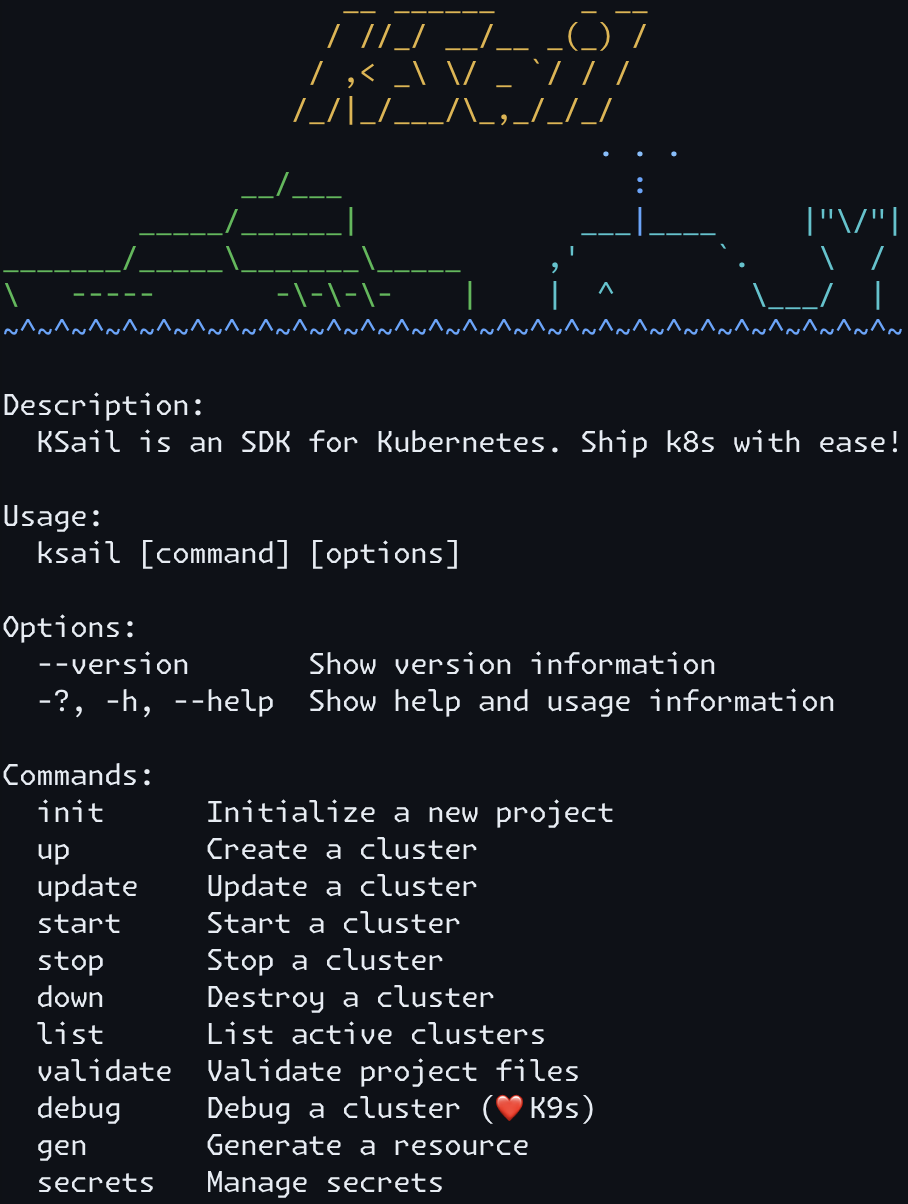 KSail
Description:
KSail is an SDK for Kubernetes. Ship k8s with ease!
Usage:
ksail [command] [options]
Options:
--version Show version information
-?, -h, --help Show help and usage information
Commands:
init Initialize a new project
up Create a cluster
update Update a cluster
start Start a cluster
stop Stop a cluster
down Destroy a cluster
list List active clusters
validate Validate project files
debug Debug a cluster (❤️K9s)
gen Generate a resource
secrets Manage secrets